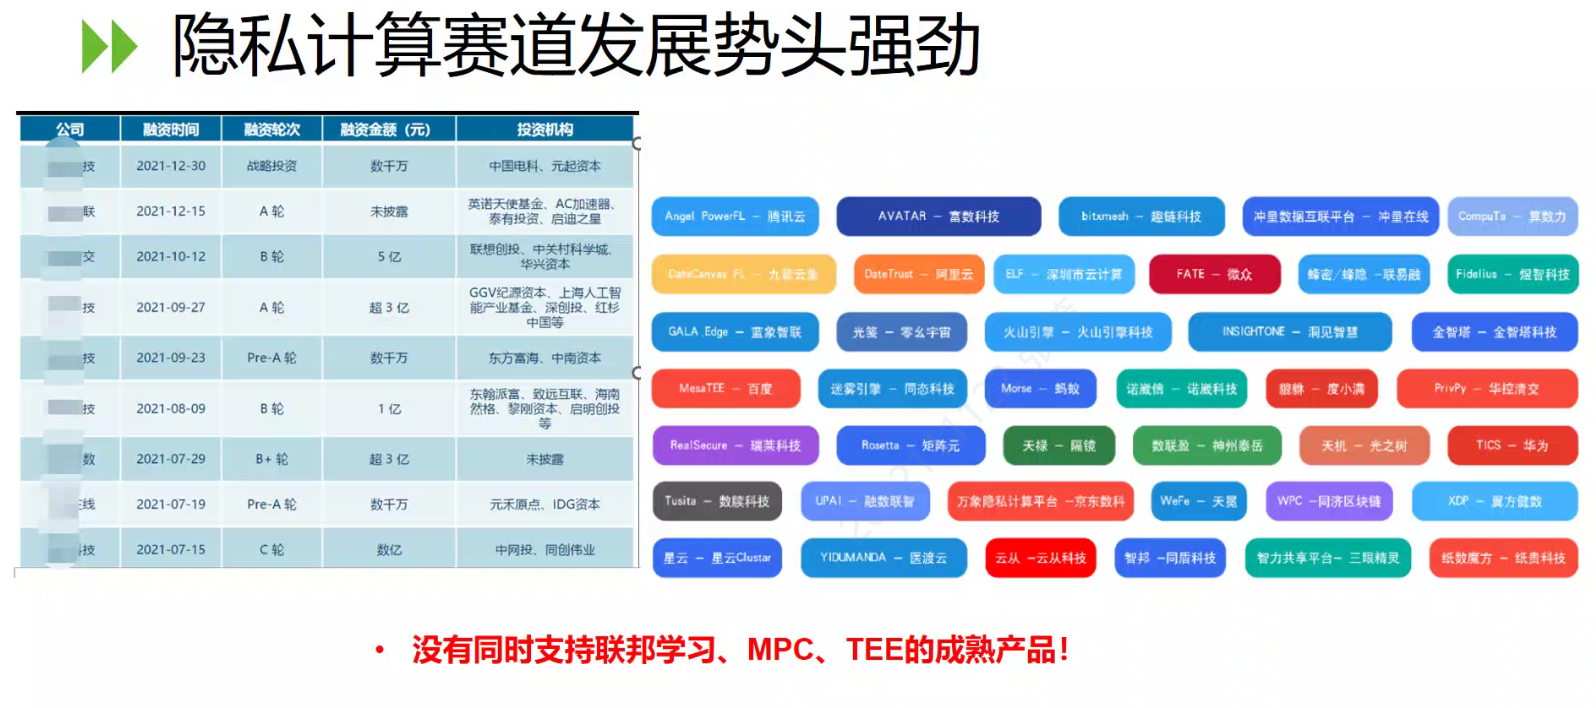 隐私计算赛道发展势头强劲
公司 融资时间 融资轮次 融资金额（元） 投资机构
技 2021-12-30 战略投资 数千万 中国电科、元起资本
联 2021-12-15 A 轮 未披露 英诺天使基金、AC加速器、
泰有投资、启迪之星
交 2021-10-12 B 轮 5 亿 联想创投、中关村科学城、
华兴资本
技 2021-09-27 A 轮 超 3 亿 GGV纪源资本、上海人工智
能产业基金、深创投、红杉
中国等
技 2021-09-23 Pre-A 轮 数千万 东方富海、中南资本
技 2021-08-09 B 轮 1 亿 东翰派富、致远互联、海南
然格、黎刚资本、启明创投
等
数 2021-07-29 B+ 轮 超 3 亿 未披露
在线 2021-07-19 Pre-A 轮 数千万 元禾原点、IDG资本
科技 2021-07-15 C 轮 数亿 中网投、同创伟业
Angel PowerFL － 腾讯云
AVATAR － 富数科技
bitxmesh － 趣链科技
冲量数据互联平台 － 冲量在线
CompuTa － 算数力
DataCanvas FL － 九章云极
DateTrust － 阿里云
ELF － 深圳市云计算
FATE － 微众
蜂密/蜂隐 －联易融
Fidelius － 熠智科技
GALA Edge － 蓝象智联
光笺 － 零幺宇宙
火山引擎 － 火山引擎科技
INSIGHTONE － 洞见智慧
全智塔 － 全智塔科技
MesaTEE － 百度
迷雾引擎 － 同态科技
Morse － 蚂蚁
诺崴信 － 诺崴科技
貔貅 － 度小满
PrivPy － 华控清交
RealSecure － 瑞莱科技
Rosetta － 矩阵元
天禄 － 隔镜
数联盈 － 神州泰岳
天机 － 光之树
TICS － 华为
Tusita － 数牍科技
UPAI － 融数联智
万象隐私计算平台 －京东数科
WeFe － 天冕
WPC －同济区块链
XDP － 翼方健数
星云 － 星云Clustar
YIDUMANDA － 医渡云
云从 －云从科技
智邦 －同盾科技
智力共享平台－ 三眼精灵
纸数魔方 － 纸贵科技
• 没有同时支持联邦学习、MPC、TEE的成熟产品！